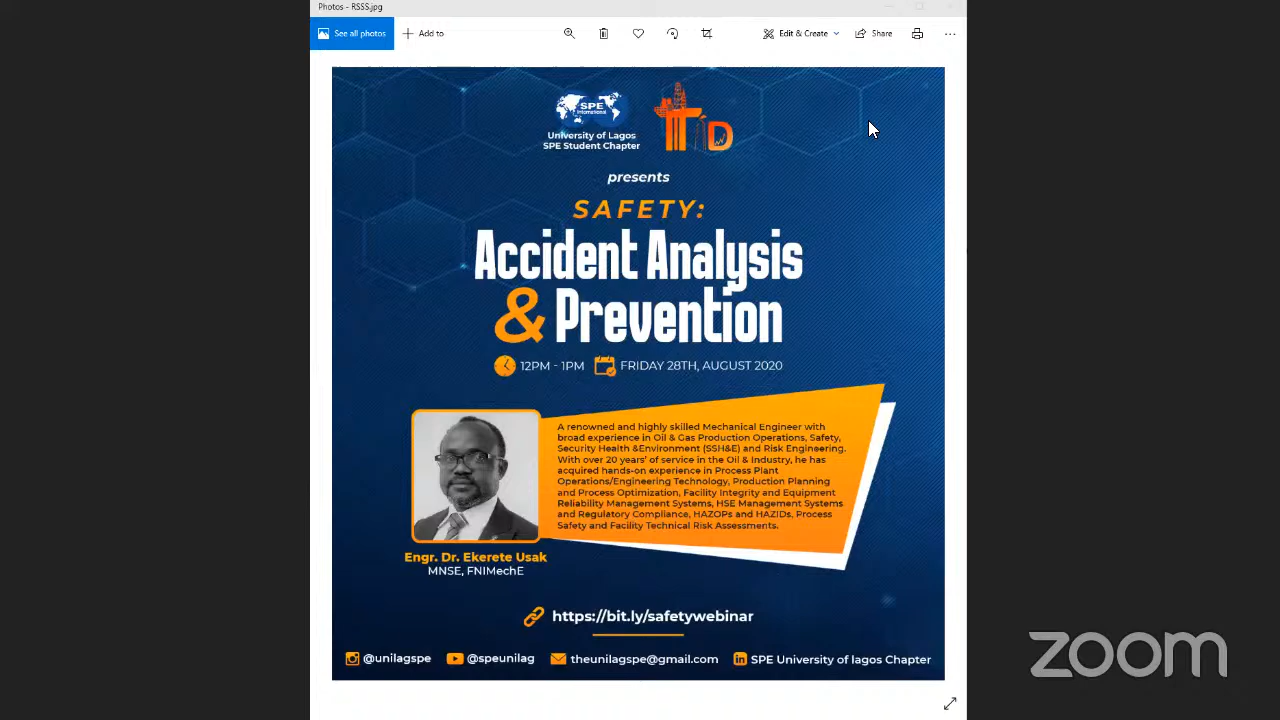 Photos - RSSS.jpg
See all photos
Add to
Edit & Create
Share
SPE
International
University of Lagos
SPE Student Chapter
TTD
presents
SAFETY:
Accident Analysis
& Prevention
12PM - 1PM FRIDAY 28TH, AUGUST 2020
A renowned and highly skilled Mechanical Engineer with
broad experience in Oil & Gas Production Operations, Safety,
Security Health &Environment (SSH&E) and Risk Engineering.
With over 20 years' of service in the Oil & Industry, he has
acquired hands-on experience in Process Plant
Operations/Engineering Technology, Production Planning
and Process Optimization, Facility Integrity and Equipment
Reliability Management Systems, HSE Management Systems
and Regulatory Compliance, HAZOPs and HAZIDs, Process
Safety and Facility Technical Risk Assessments.
Engr. Dr. Ekerete Usak
MNSE, FNIMechE
https://bit.ly/safetywebinar
@unilagspe @speunilag theunilagspe@gmail.com SPE University of lagos Chapter
zoom